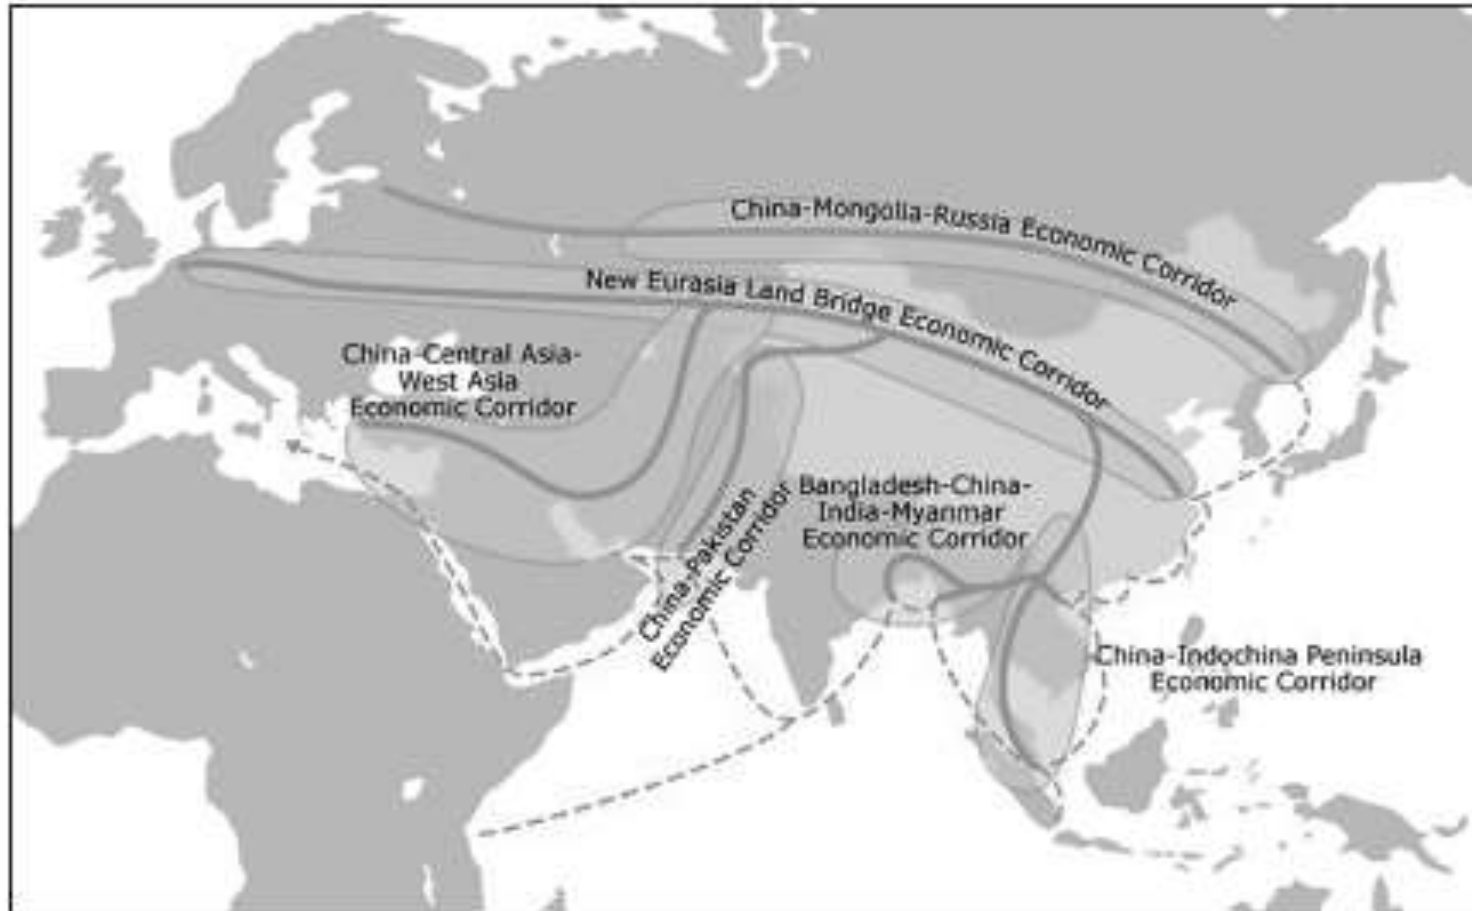 China-Mongolia-Russia Economic Corridor
New Eurasia Land Bridge Economic Corridor
China-Central Asia-
West Asia
Economic Corridor
Bangladesh-China-
India-Myanmar
Economic Corridor
China-Pakistan
Economic Corridor
China-Indochina Peninsula
Economic Corridor